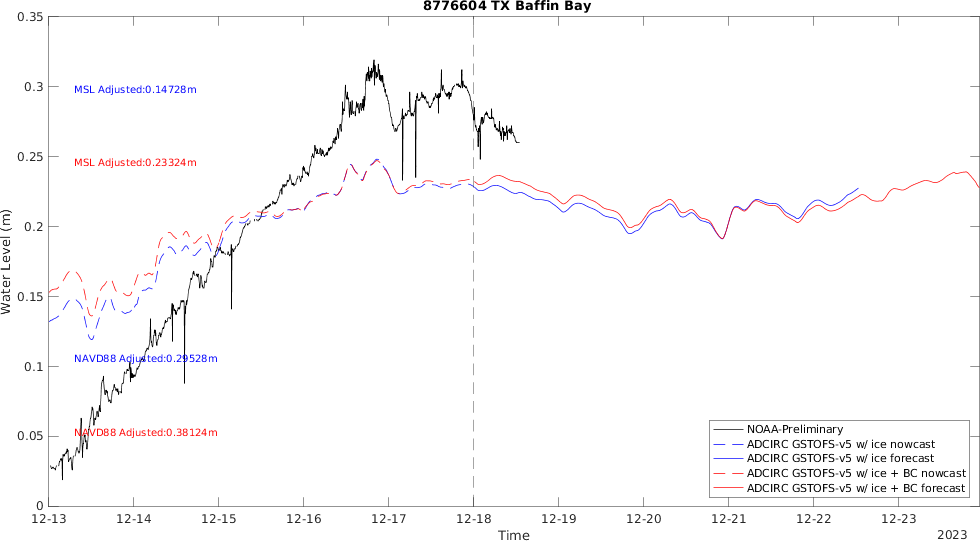 8776604 TX Baffin Bay
0.35
0.3
0.25
0.2
0.15
0.1
0.05
0
Water Level (m)
MSL Adjusted:0.14728m
MSL Adjusted:0.23324m
NAVD88 Adjusted:0.29528m
NAVD88 Adjusted:0.38124m
NOAA-Preliminary
ADCIRC GSTOFS-v5 w/ ice nowcast
ADCIRC GSTOFS-v5 w/ ice forecast
ADCIRC GSTOFS-v5 w/ ice + BC nowcast
ADCIRC GSTOFS-v5 w/ ice + BC forecast
12-13 12-14 12-15 12-16 12-17 12-18 12-19 12-20 12-21 12-22 12-23
Time
2023